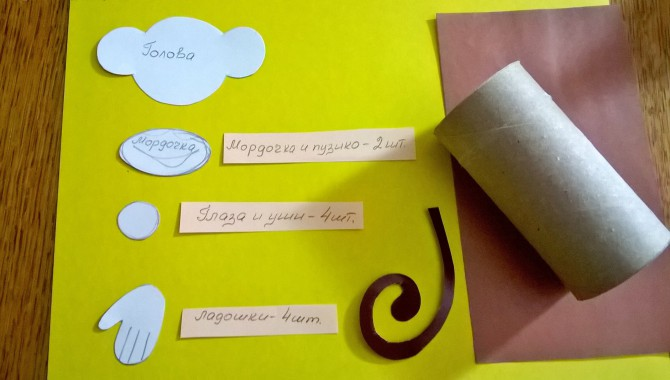 Голова
Мордочка
Мордочка и пузико - 2шт.
Глаза и уши - 4шт.
Ладошки - 4шт.